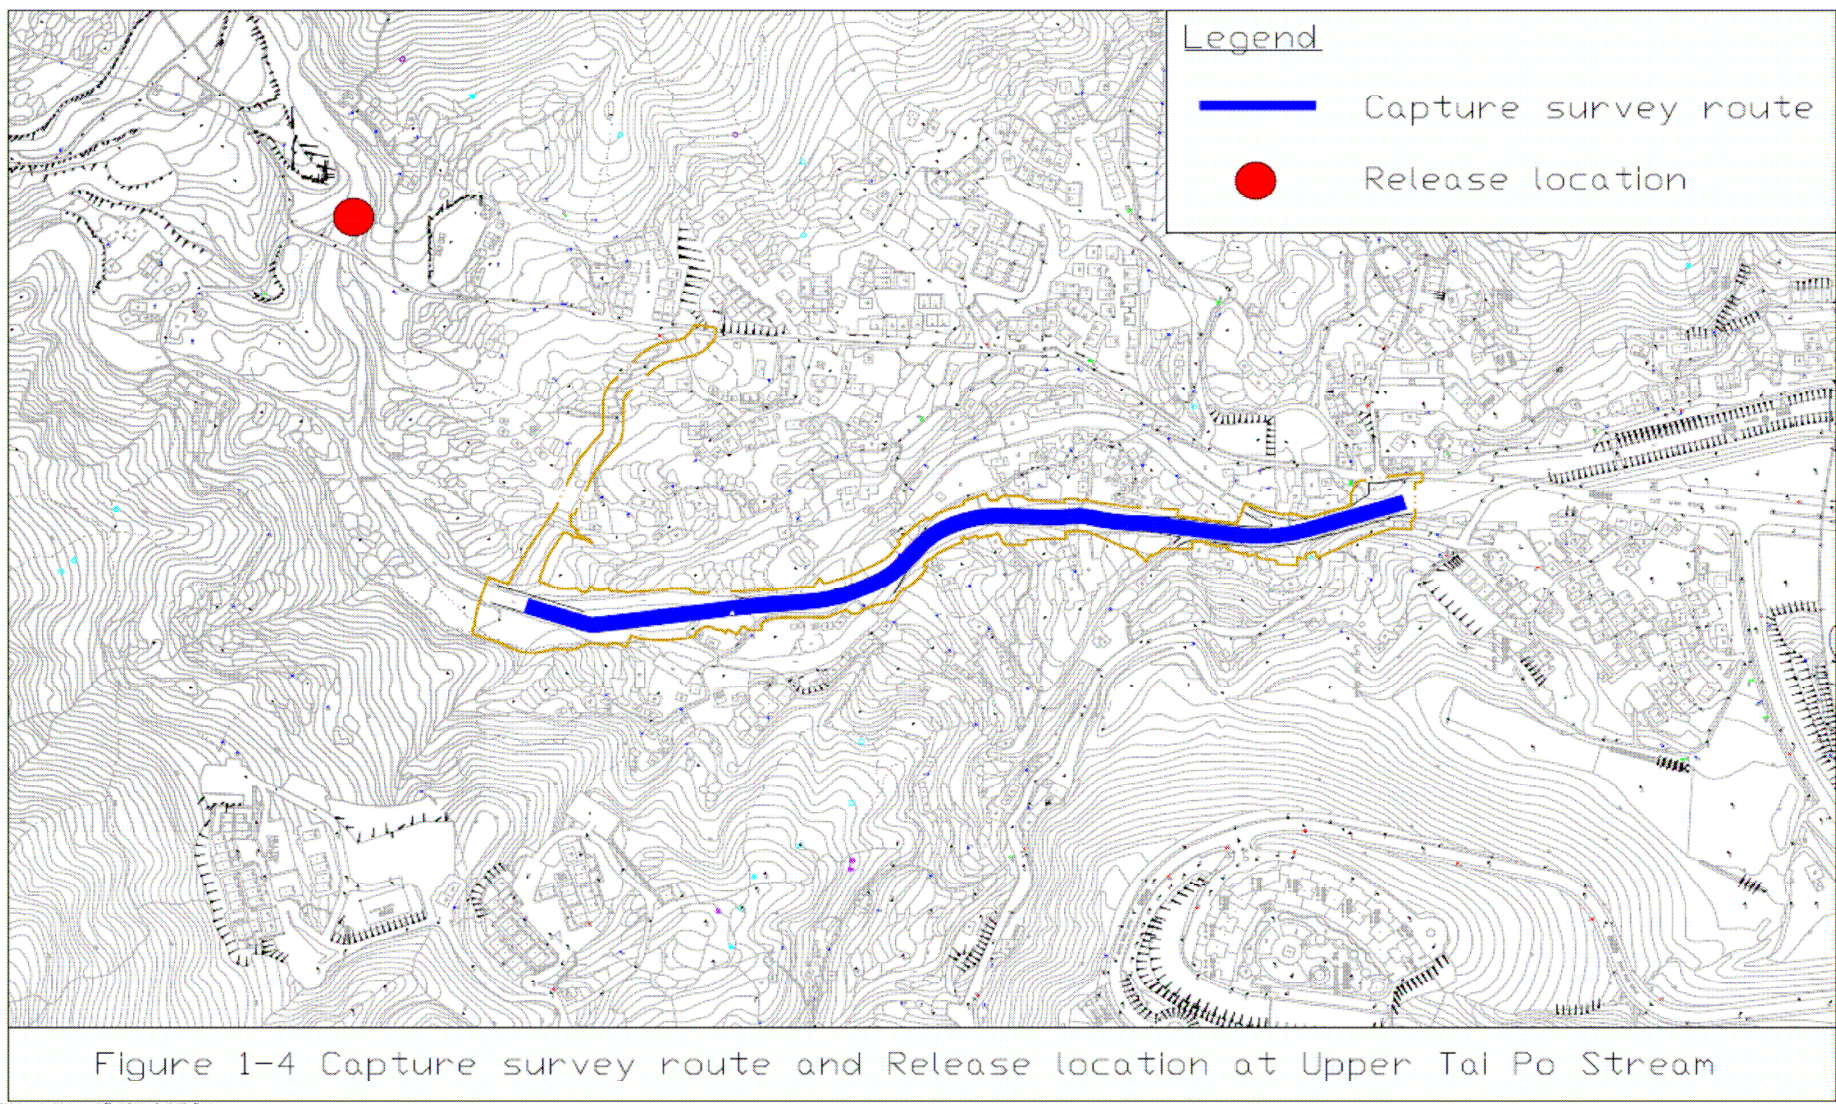 Legend
Capture survey route
Release location
Figure 1-4 Capture survey route and Release location at Upper Tai Po Stream